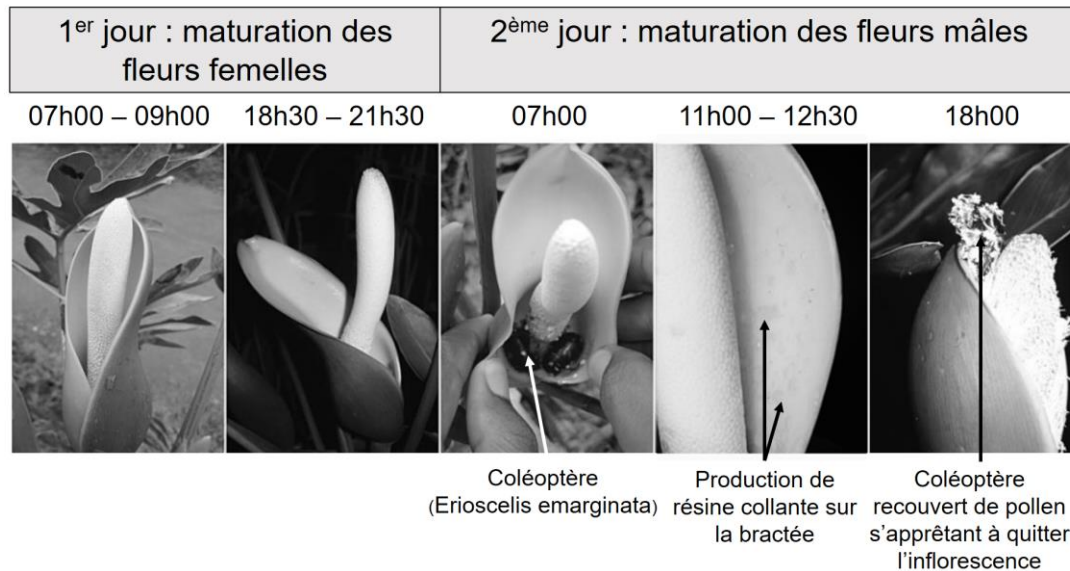 1er jour : maturation des
fleurs femelles
2ème jour : maturation des fleurs mâles
07h00 – 09h00
18h30 – 21h30
07h00
11h00 – 12h30
18h00
Coléoptère
(Erioscelis emarginata)
Production de
résine collante sur
la bractée
Coléoptère
recouvert de pollen
s’apprêtant à quitter
l’inflorescence